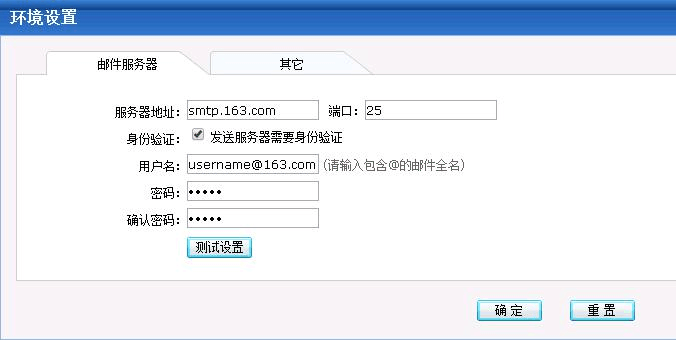 环境设置
邮件服务器 其它
服务器地址: smtp.163.com 端口: 25
身份验证: 发送服务器需要身份验证
用户名: username@163.com (请输入包含@的邮件全名)
密码: •••••
确认密码: •••••
测试设置
确 定 重 置